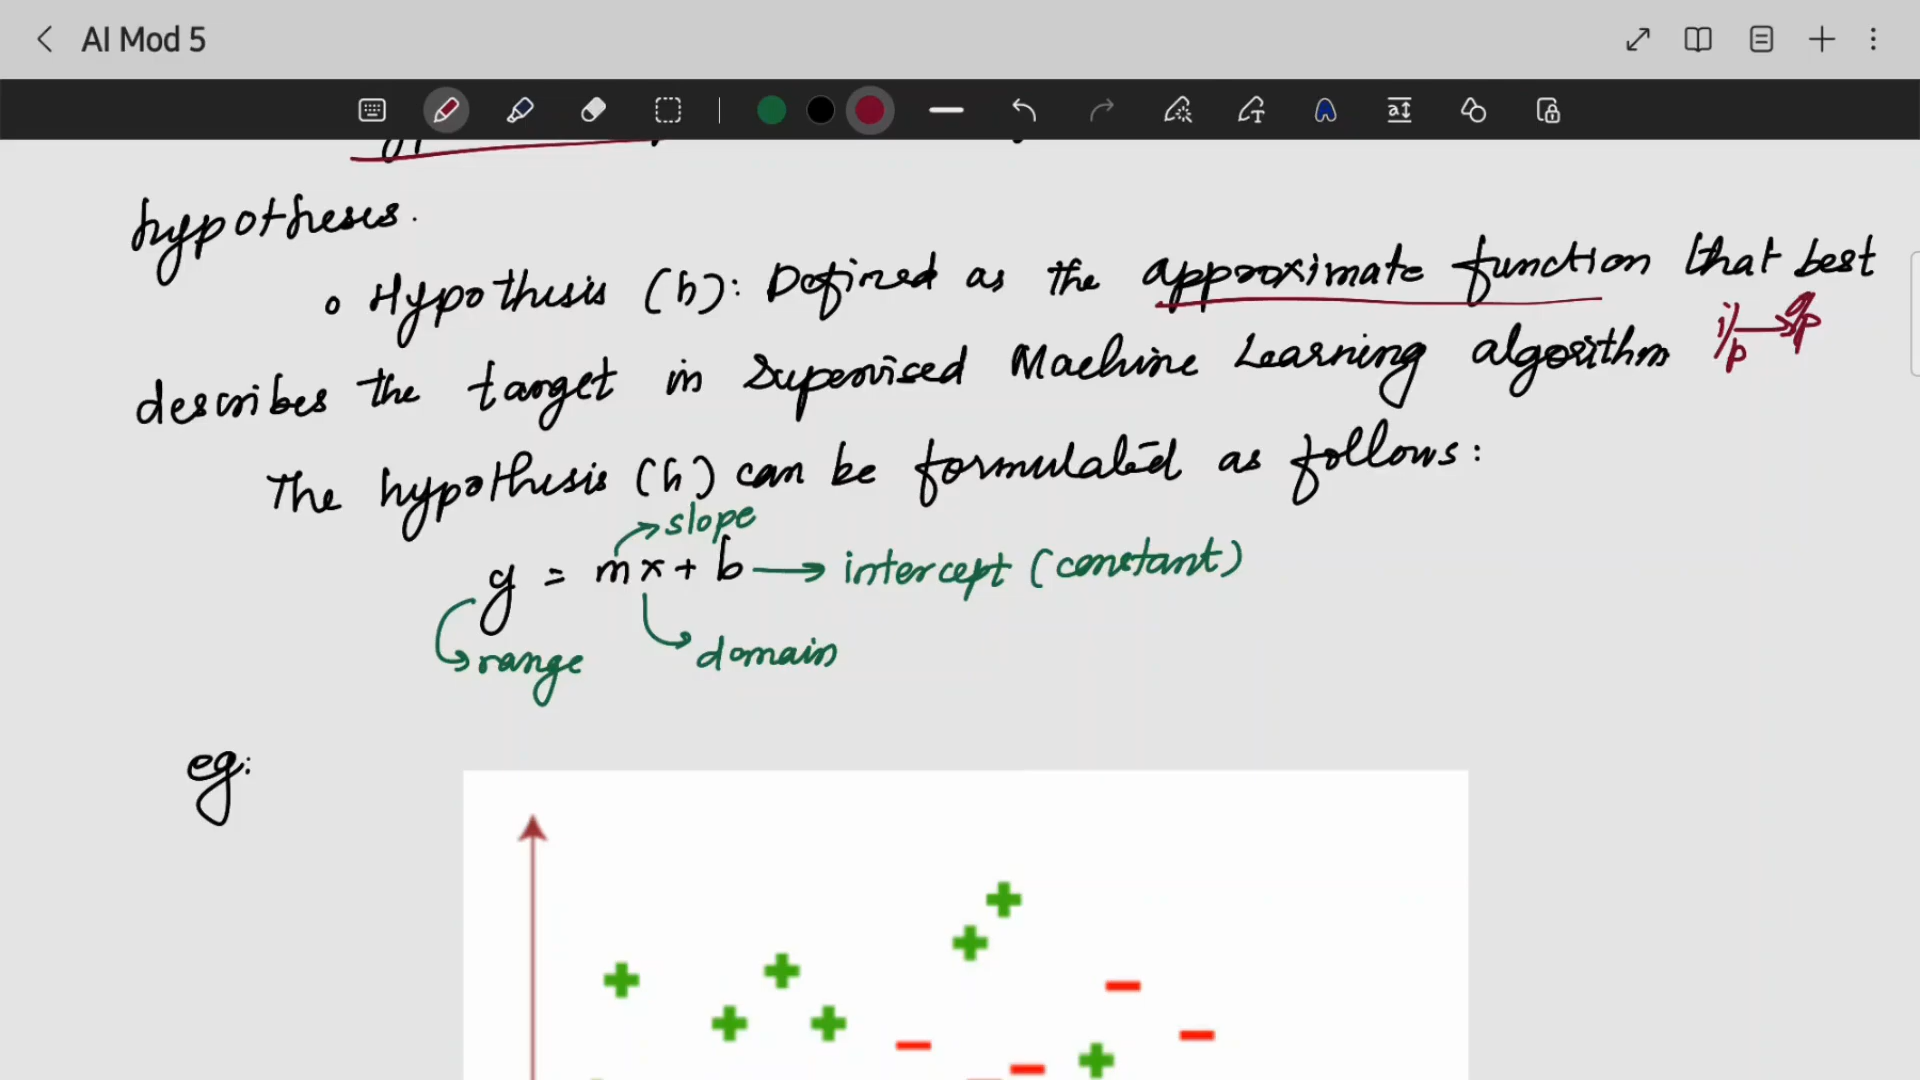 AI Mod 5
hypotheses.
o Hypothesis (h): Defined as the approximate function that best
i/p → o/p
describes the target in Supervised Machine Learning algorithm
The hypothesis (h) can be formulated as follows:
slope
y = mx + b → intercept (constant)
range
domain
eg: